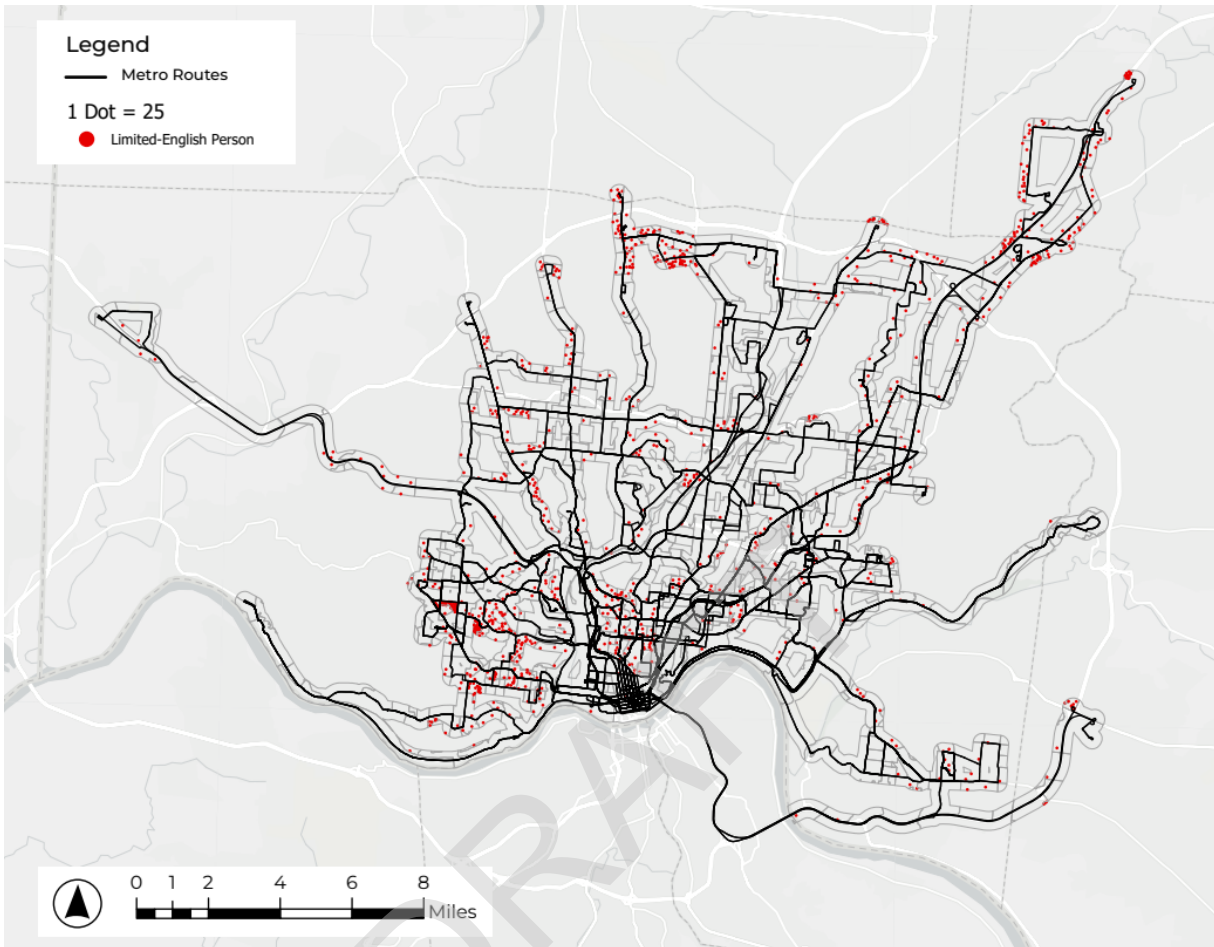 Legend
Metro Routes
1 Dot = 25
Limited-English Person
0 1 2 4 6 8
Miles
DRAFT